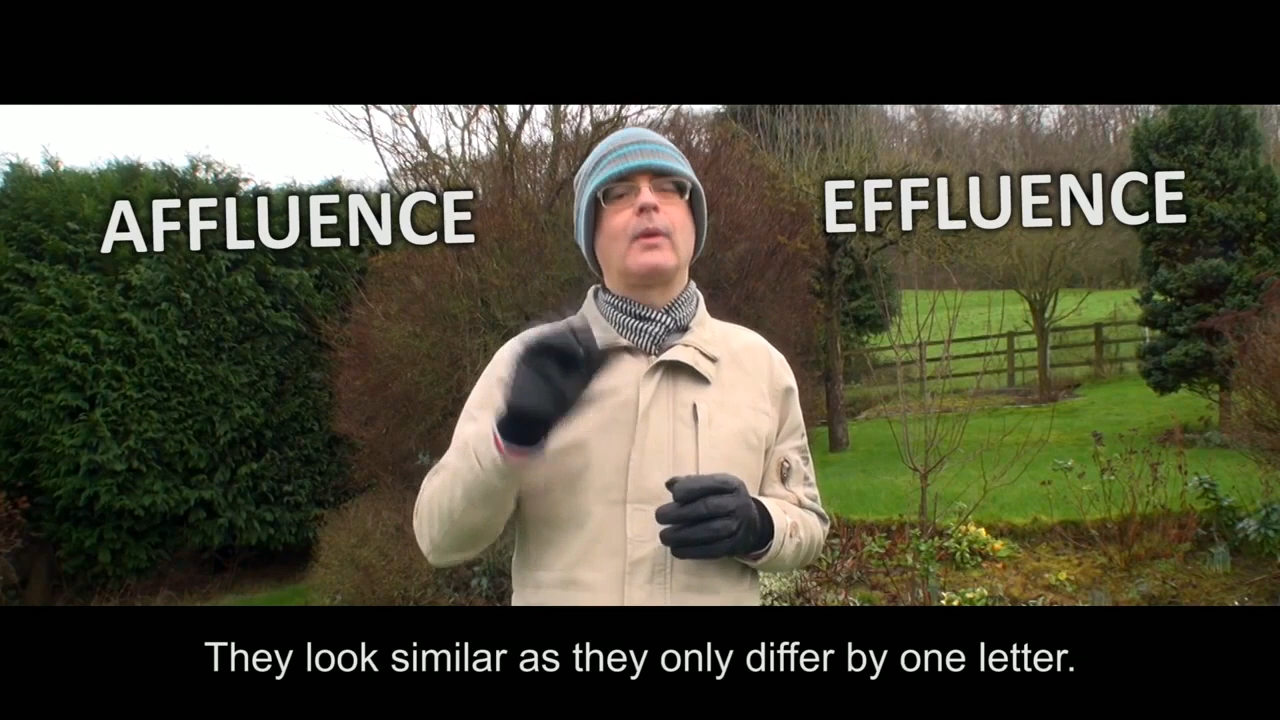 AFFLUENCE
EFFLUENCE
They look similar as they only differ by one letter.